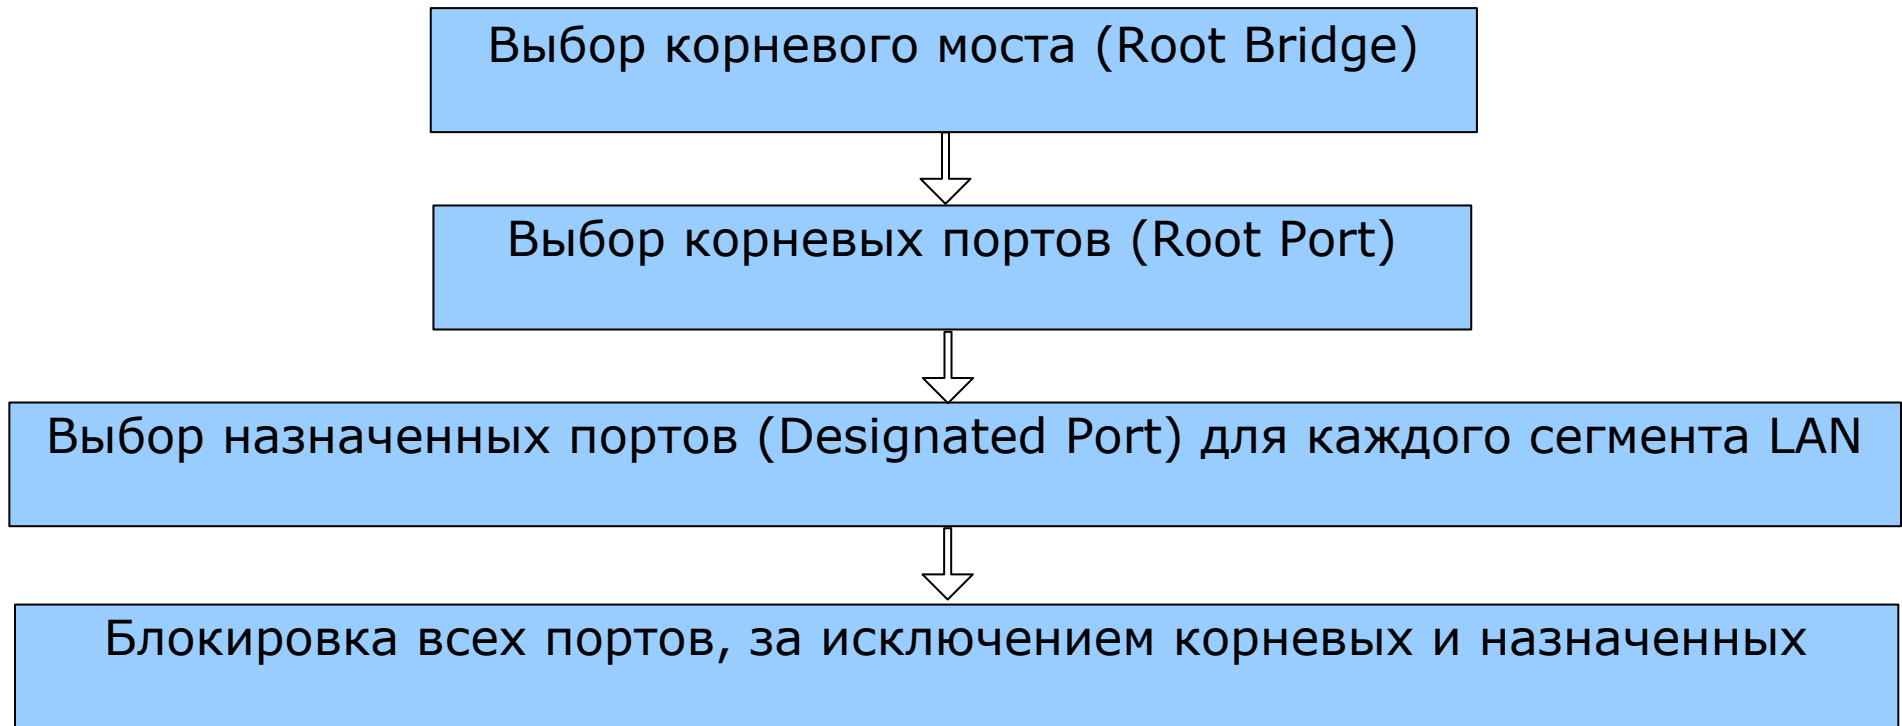 Выбор корневого моста (Root Bridge)
Выбор корневых портов (Root Port)
Выбор назначенных портов (Designated Port) для каждого сегмента LAN
Блокировка всех портов, за исключением корневых и назначенных